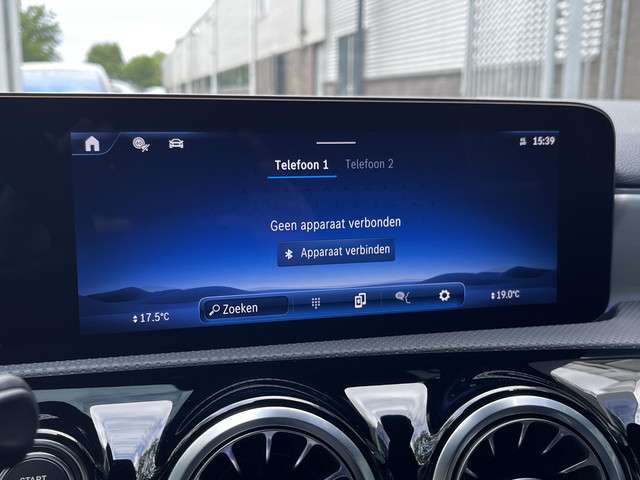 15:39
Telefoon 1 Telefoon 2
Geen apparaat verbonden
Apparaat verbinden
17.5°C Zoeken 19.0°C
START